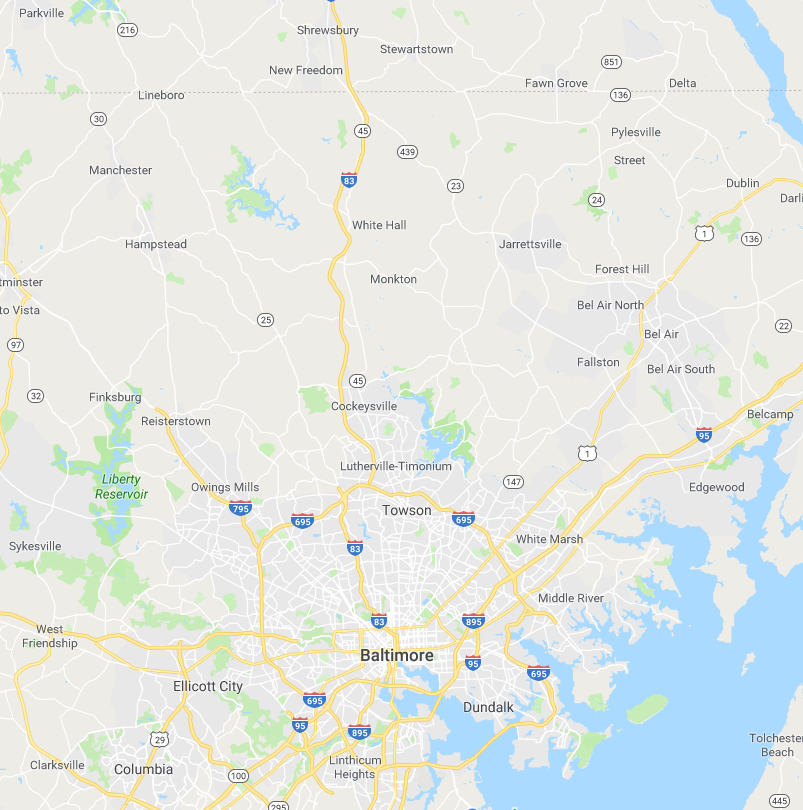 Parkville
216
Shrewsbury
Stewartstown
New Freedom
851
Fawn Grove
Delta
136
Lineboro
30
45
Pylesville
439
Street
Manchester
83
23
Dublin
24
Darli
White Hall
1
136
Hampstead
Jarrettsville
Forest Hill
Monkton
tminster
Bel Air North
to Vista
25
22
Bel Air
97
Fallston
Bel Air South
45
32
Finksburg
Cockeysville
Belcamp
Reisterstown
95
1
Lutherville-Timonium
Liberty
Reservoir
Owings Mills
147
Edgewood
795
Towson
695
695
White Marsh
Sykesville
83
Middle River
83
895
West
Friendship
Baltimore
95
695
Ellicott City
695
Dundalk
95
895
29
Tolchester
Beach
Clarksville
Columbia
100
Linthicum
Heights
295
445